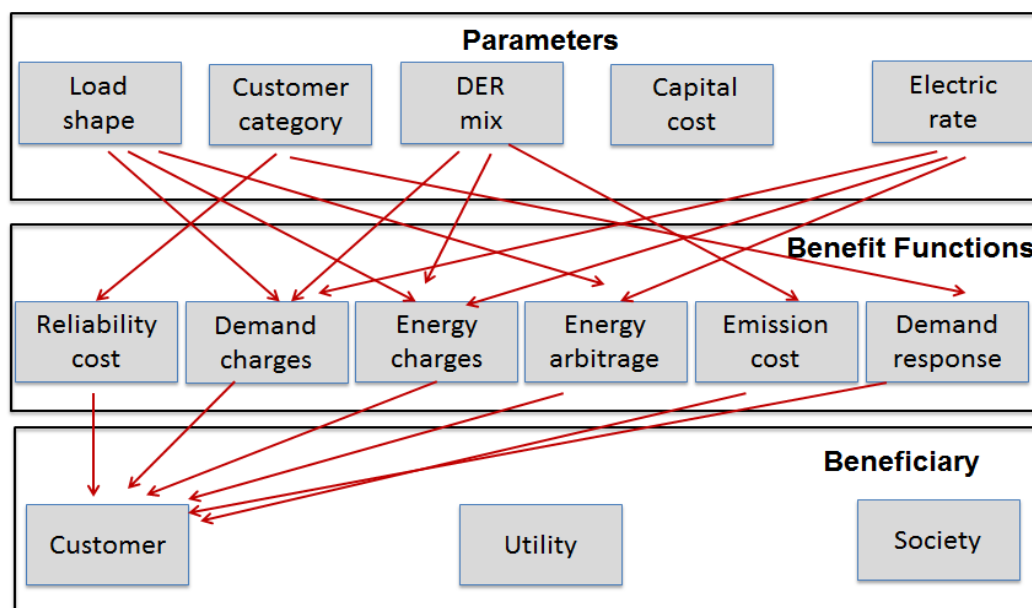 Parameters
Load
shape
Customer
category
DER
mix
Capital
cost
Electric
rate
Benefit Functions
Reliability
cost
Demand
charges
Energy
charges
Energy
arbitrage
Emission
cost
Demand
response
Beneficiary
Customer
Utility
Society